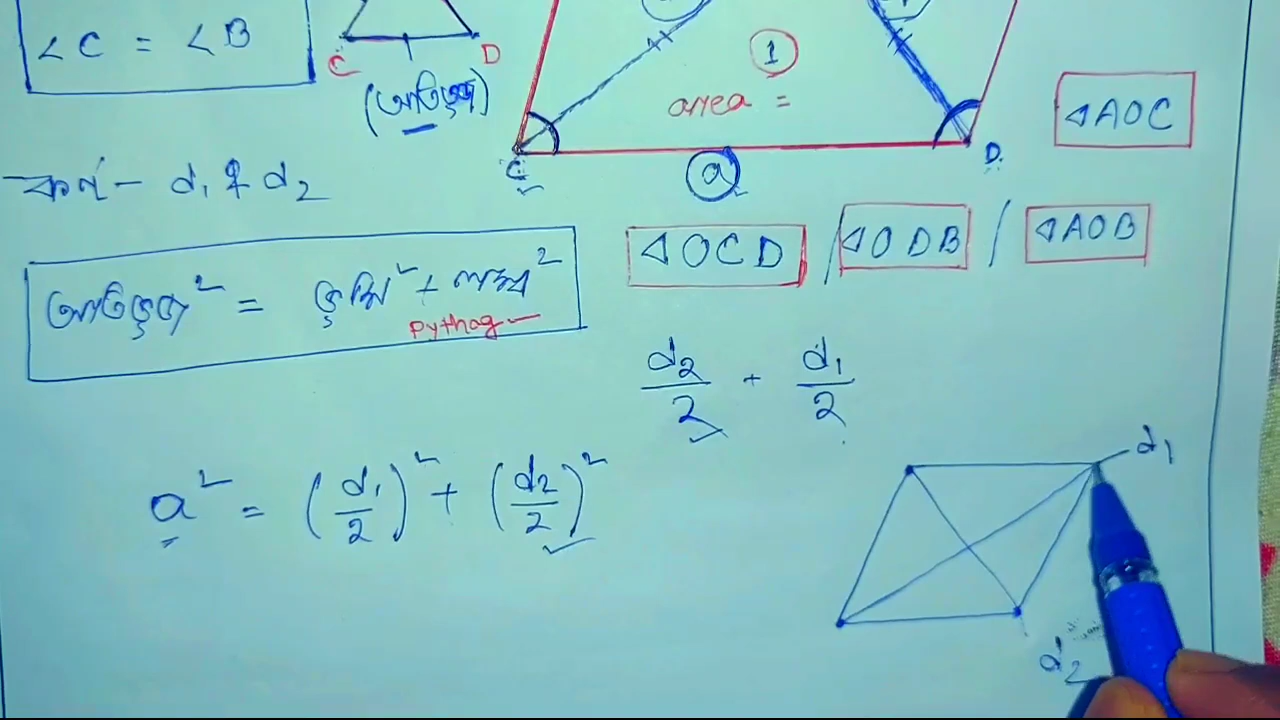 ∠C = ∠B
C D
(অতিভুজ)
1
area =
C a D.
△AOC
কর্ণ - d₁ ও d₂
△OCD / △ODB / △AOB
অতিভুজ² = ভূমি² + লম্ব²
Pythag
d₂/2 + d₁/2
a² = (d₁/2)² + (d₂/2)²
d₁
d₂